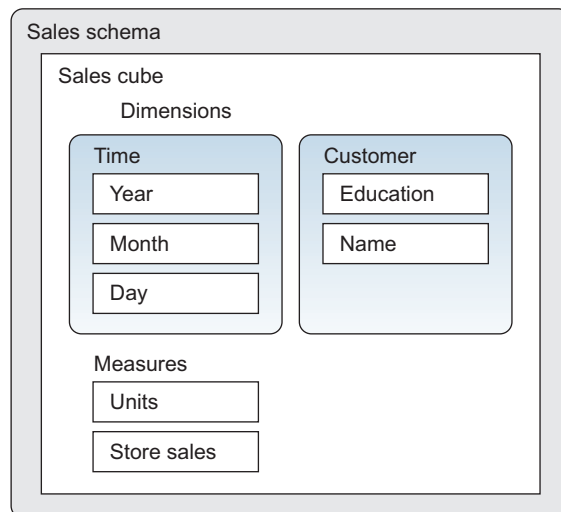 Sales schema
Sales cube
Dimensions
Time
Year
Month
Day
Customer
Education
Name
Measures
Units
Store sales